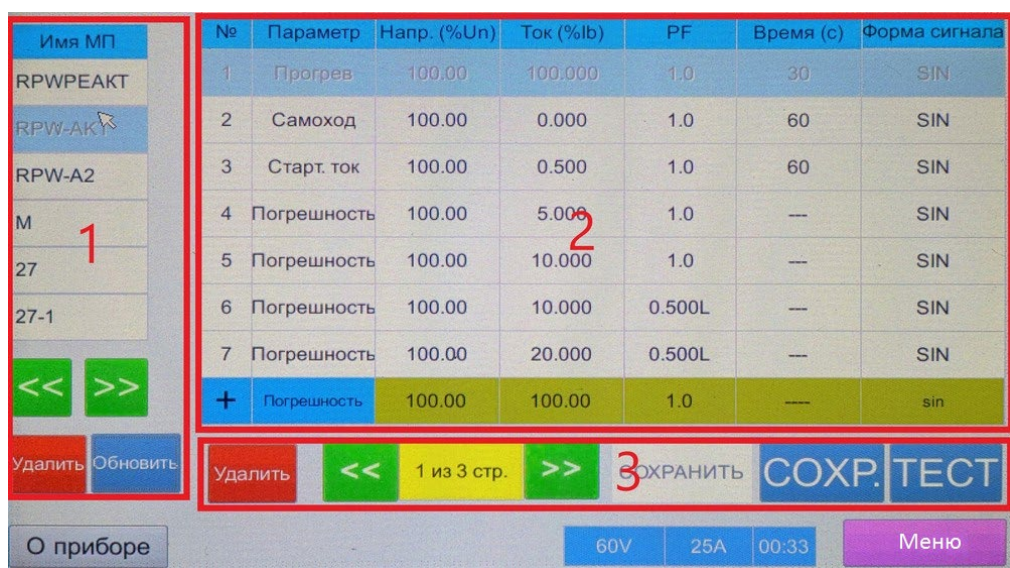 Имя МП
RPWРЕАКТ
RPW-AKT
RPW-A2
М
27
27-1
<< >>
Удалить Обновить
1
№ Параметр Напр. (%Un) Ток (%Ib) PF Время (с) Форма сигнала
1 Прогрев 100.00 100.000 1.0 30 SIN
2 Самоход 100.00 0.000 1.0 60 SIN
3 Старт. ток 100.00 0.500 1.0 60 SIN
4 Погрешность 100.00 5.000 1.0 --- SIN
5 Погрешность 100.00 10.000 1.0 --- SIN
6 Погрешность 100.00 10.000 0.500L --- SIN
7 Погрешность 100.00 20.000 0.500L --- SIN
+ Погрешность 100.00 100.00 1.0 ---- sin
2
Удалить << 1 из 3 стр. >> СОХРАНИТЬ СОХР. ТЕСТ
3
О приборе 60V 25A 00:33 Меню